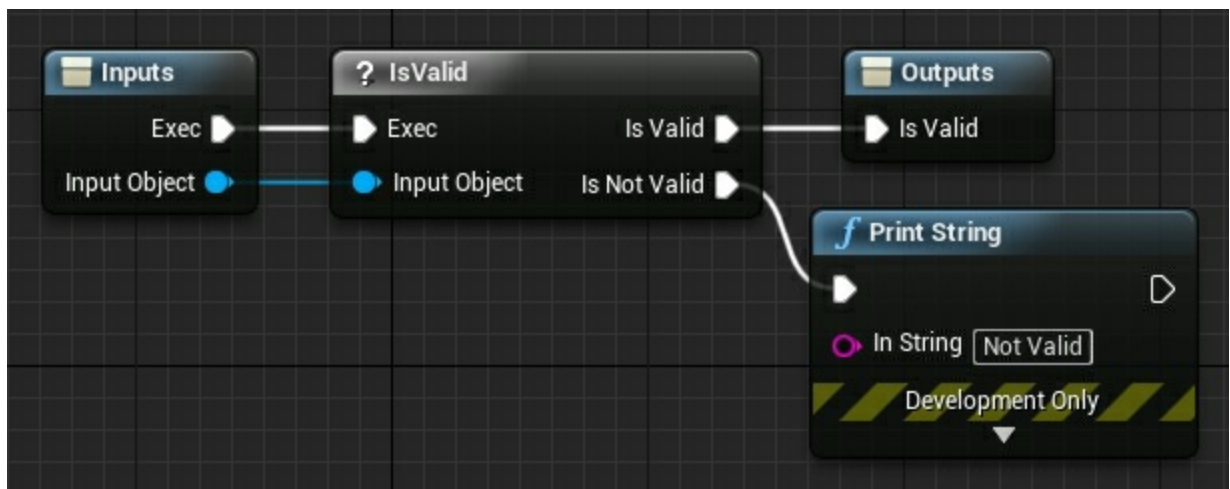 Inputs
Exec
Input Object
? IsValid
Exec
Is Valid
Input Object
Is Not Valid
Outputs
Is Valid
f Print String
In String Not Valid
Development Only